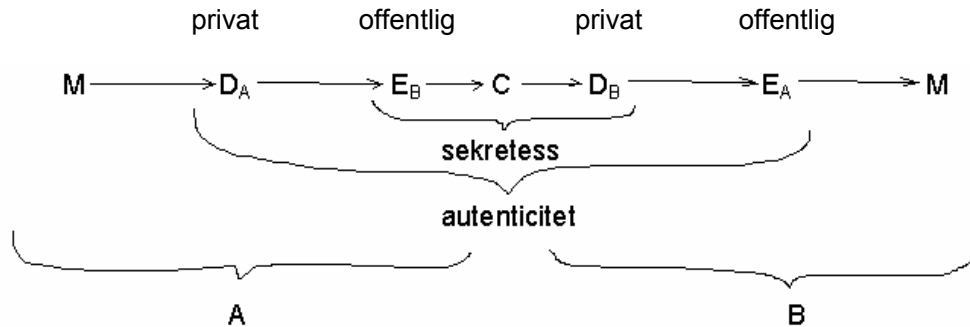 privat offentlig privat offentlig
M D_A E_B C D_B E_A M
sekretess
autenticitet
A B